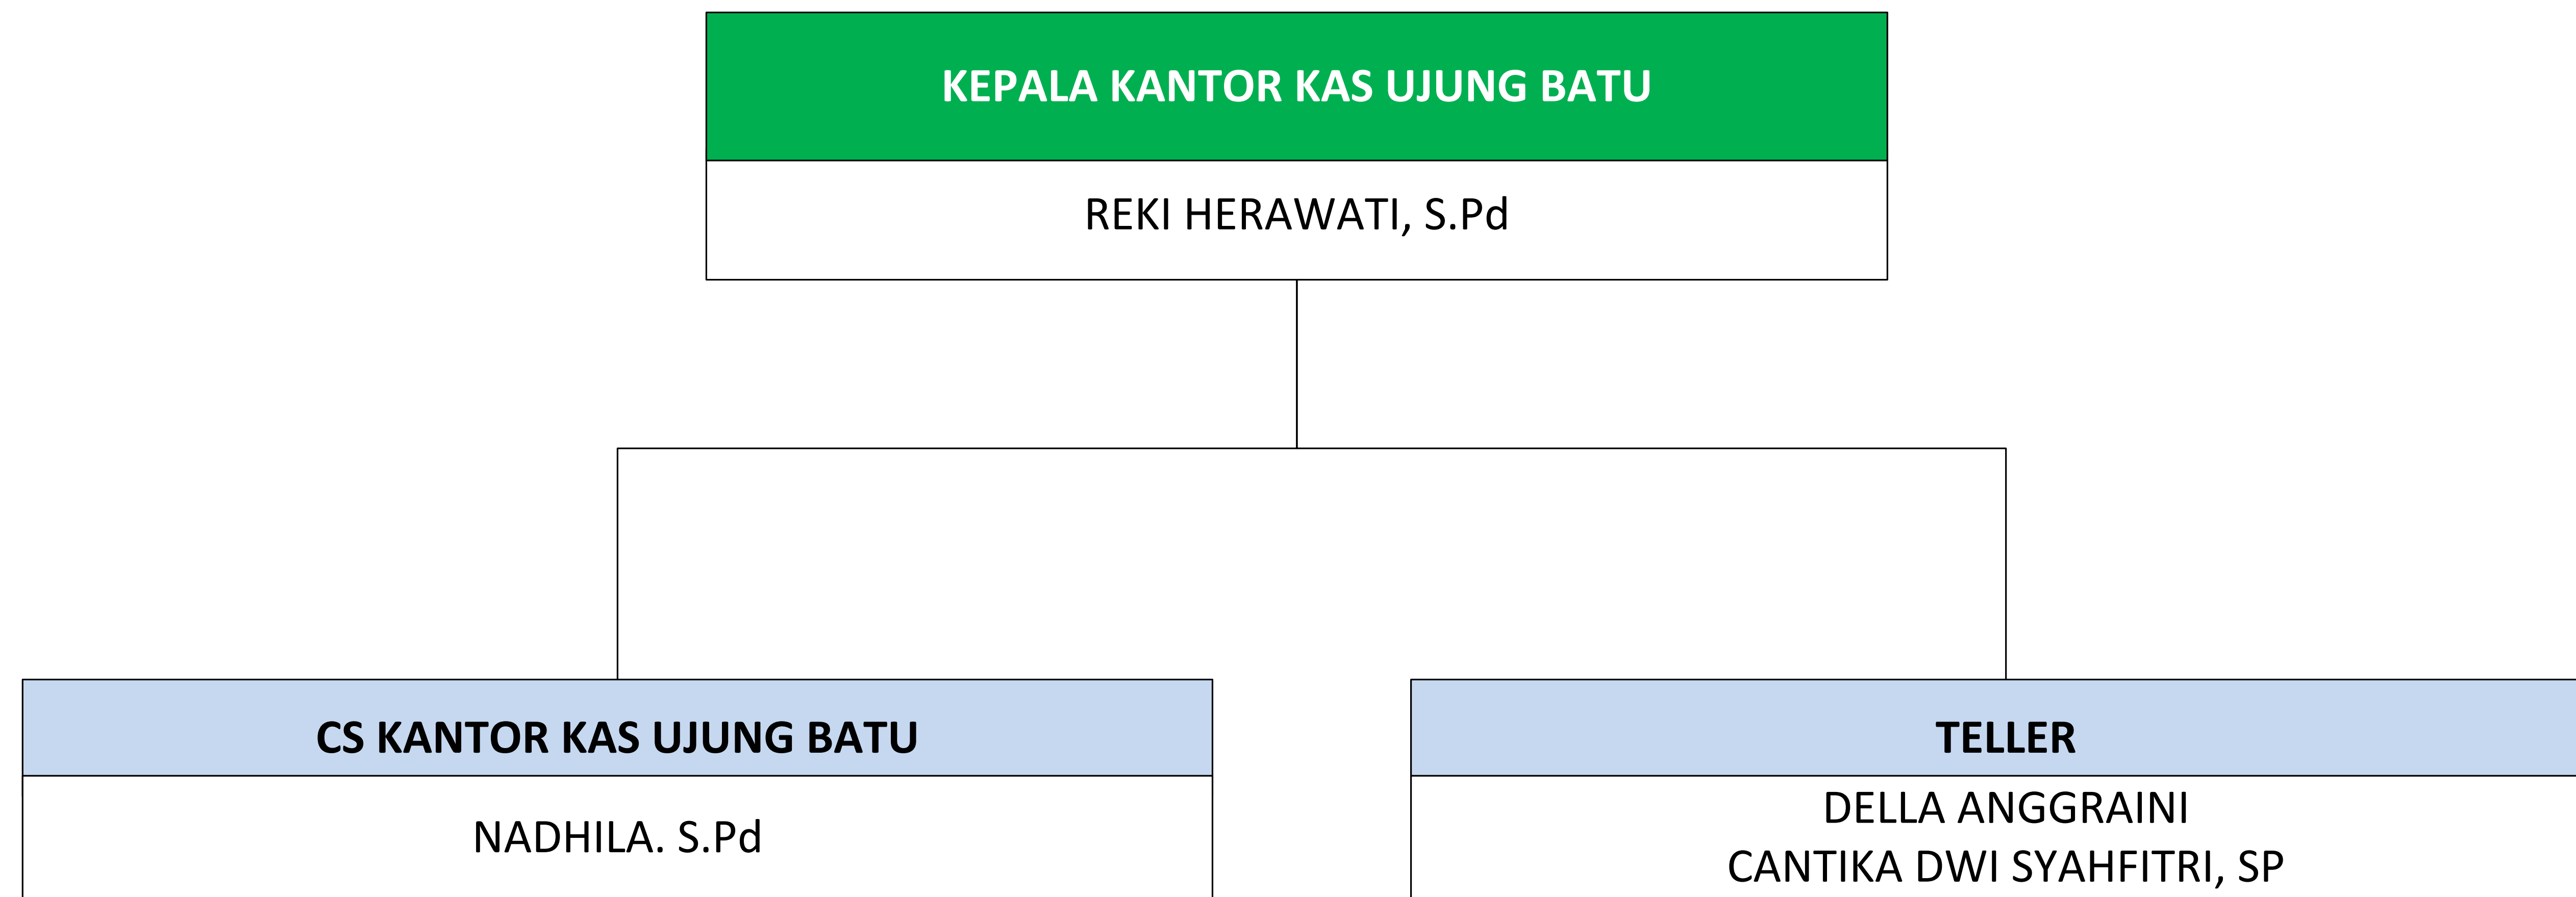 KEPALA KANTOR KAS UJUNG BATU
REKI HERAWATI, S.Pd
CS KANTOR KAS UJUNG BATU
NADHILA. S.Pd
TELLER
DELLA ANGGRAINI
CANTIKA DWI SYAHFITRI, SP